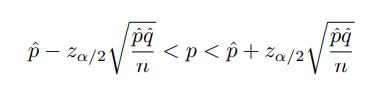 p̂ − z_{α/2}√(p̂q̂/n) < p < p̂ + z_{α/2}√(p̂q̂/n)